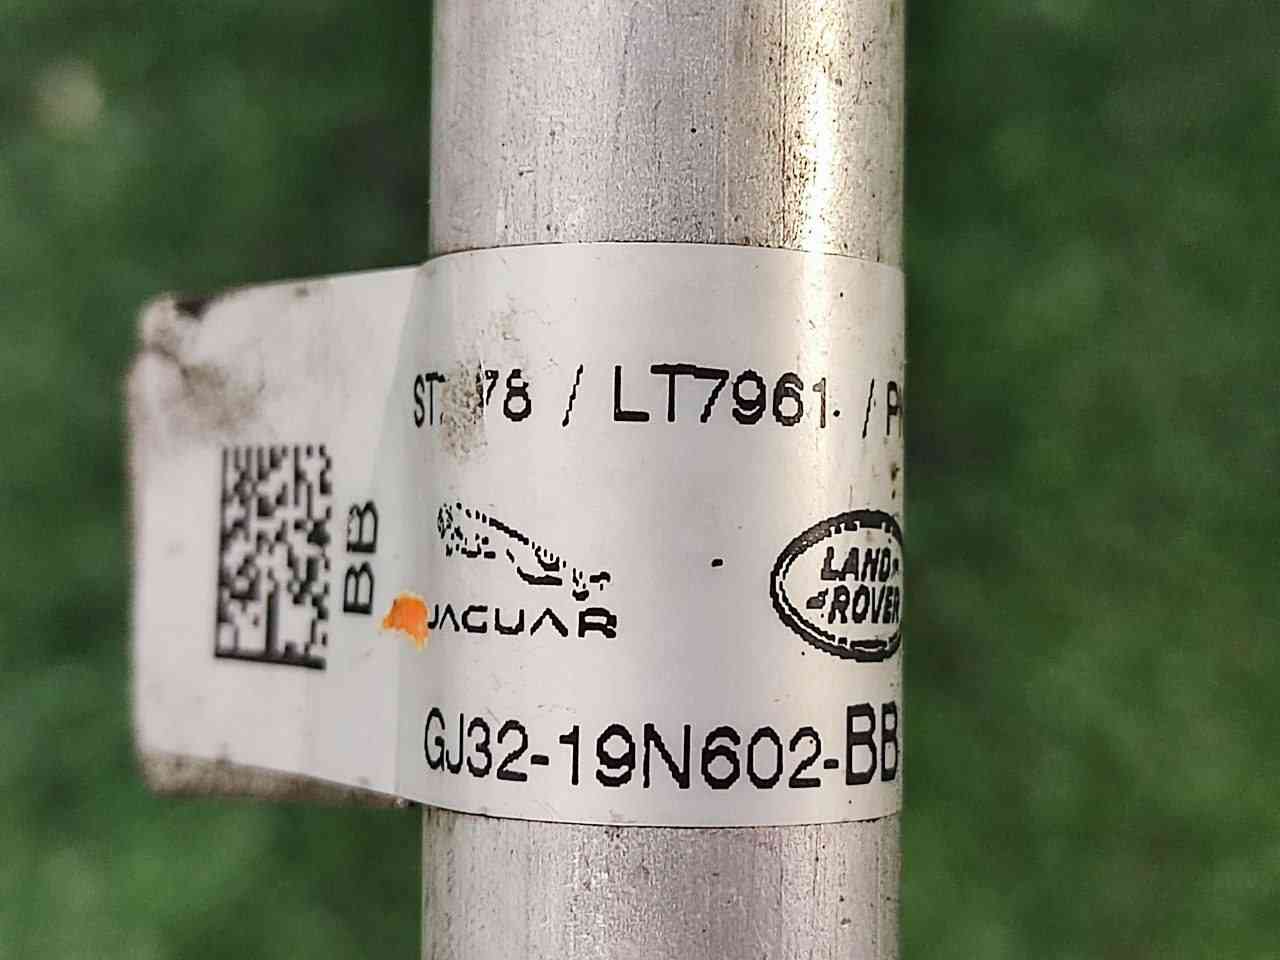 LT7961
BB
JAGUAR
LAND-
ROVER
GJ32-19N602-BB